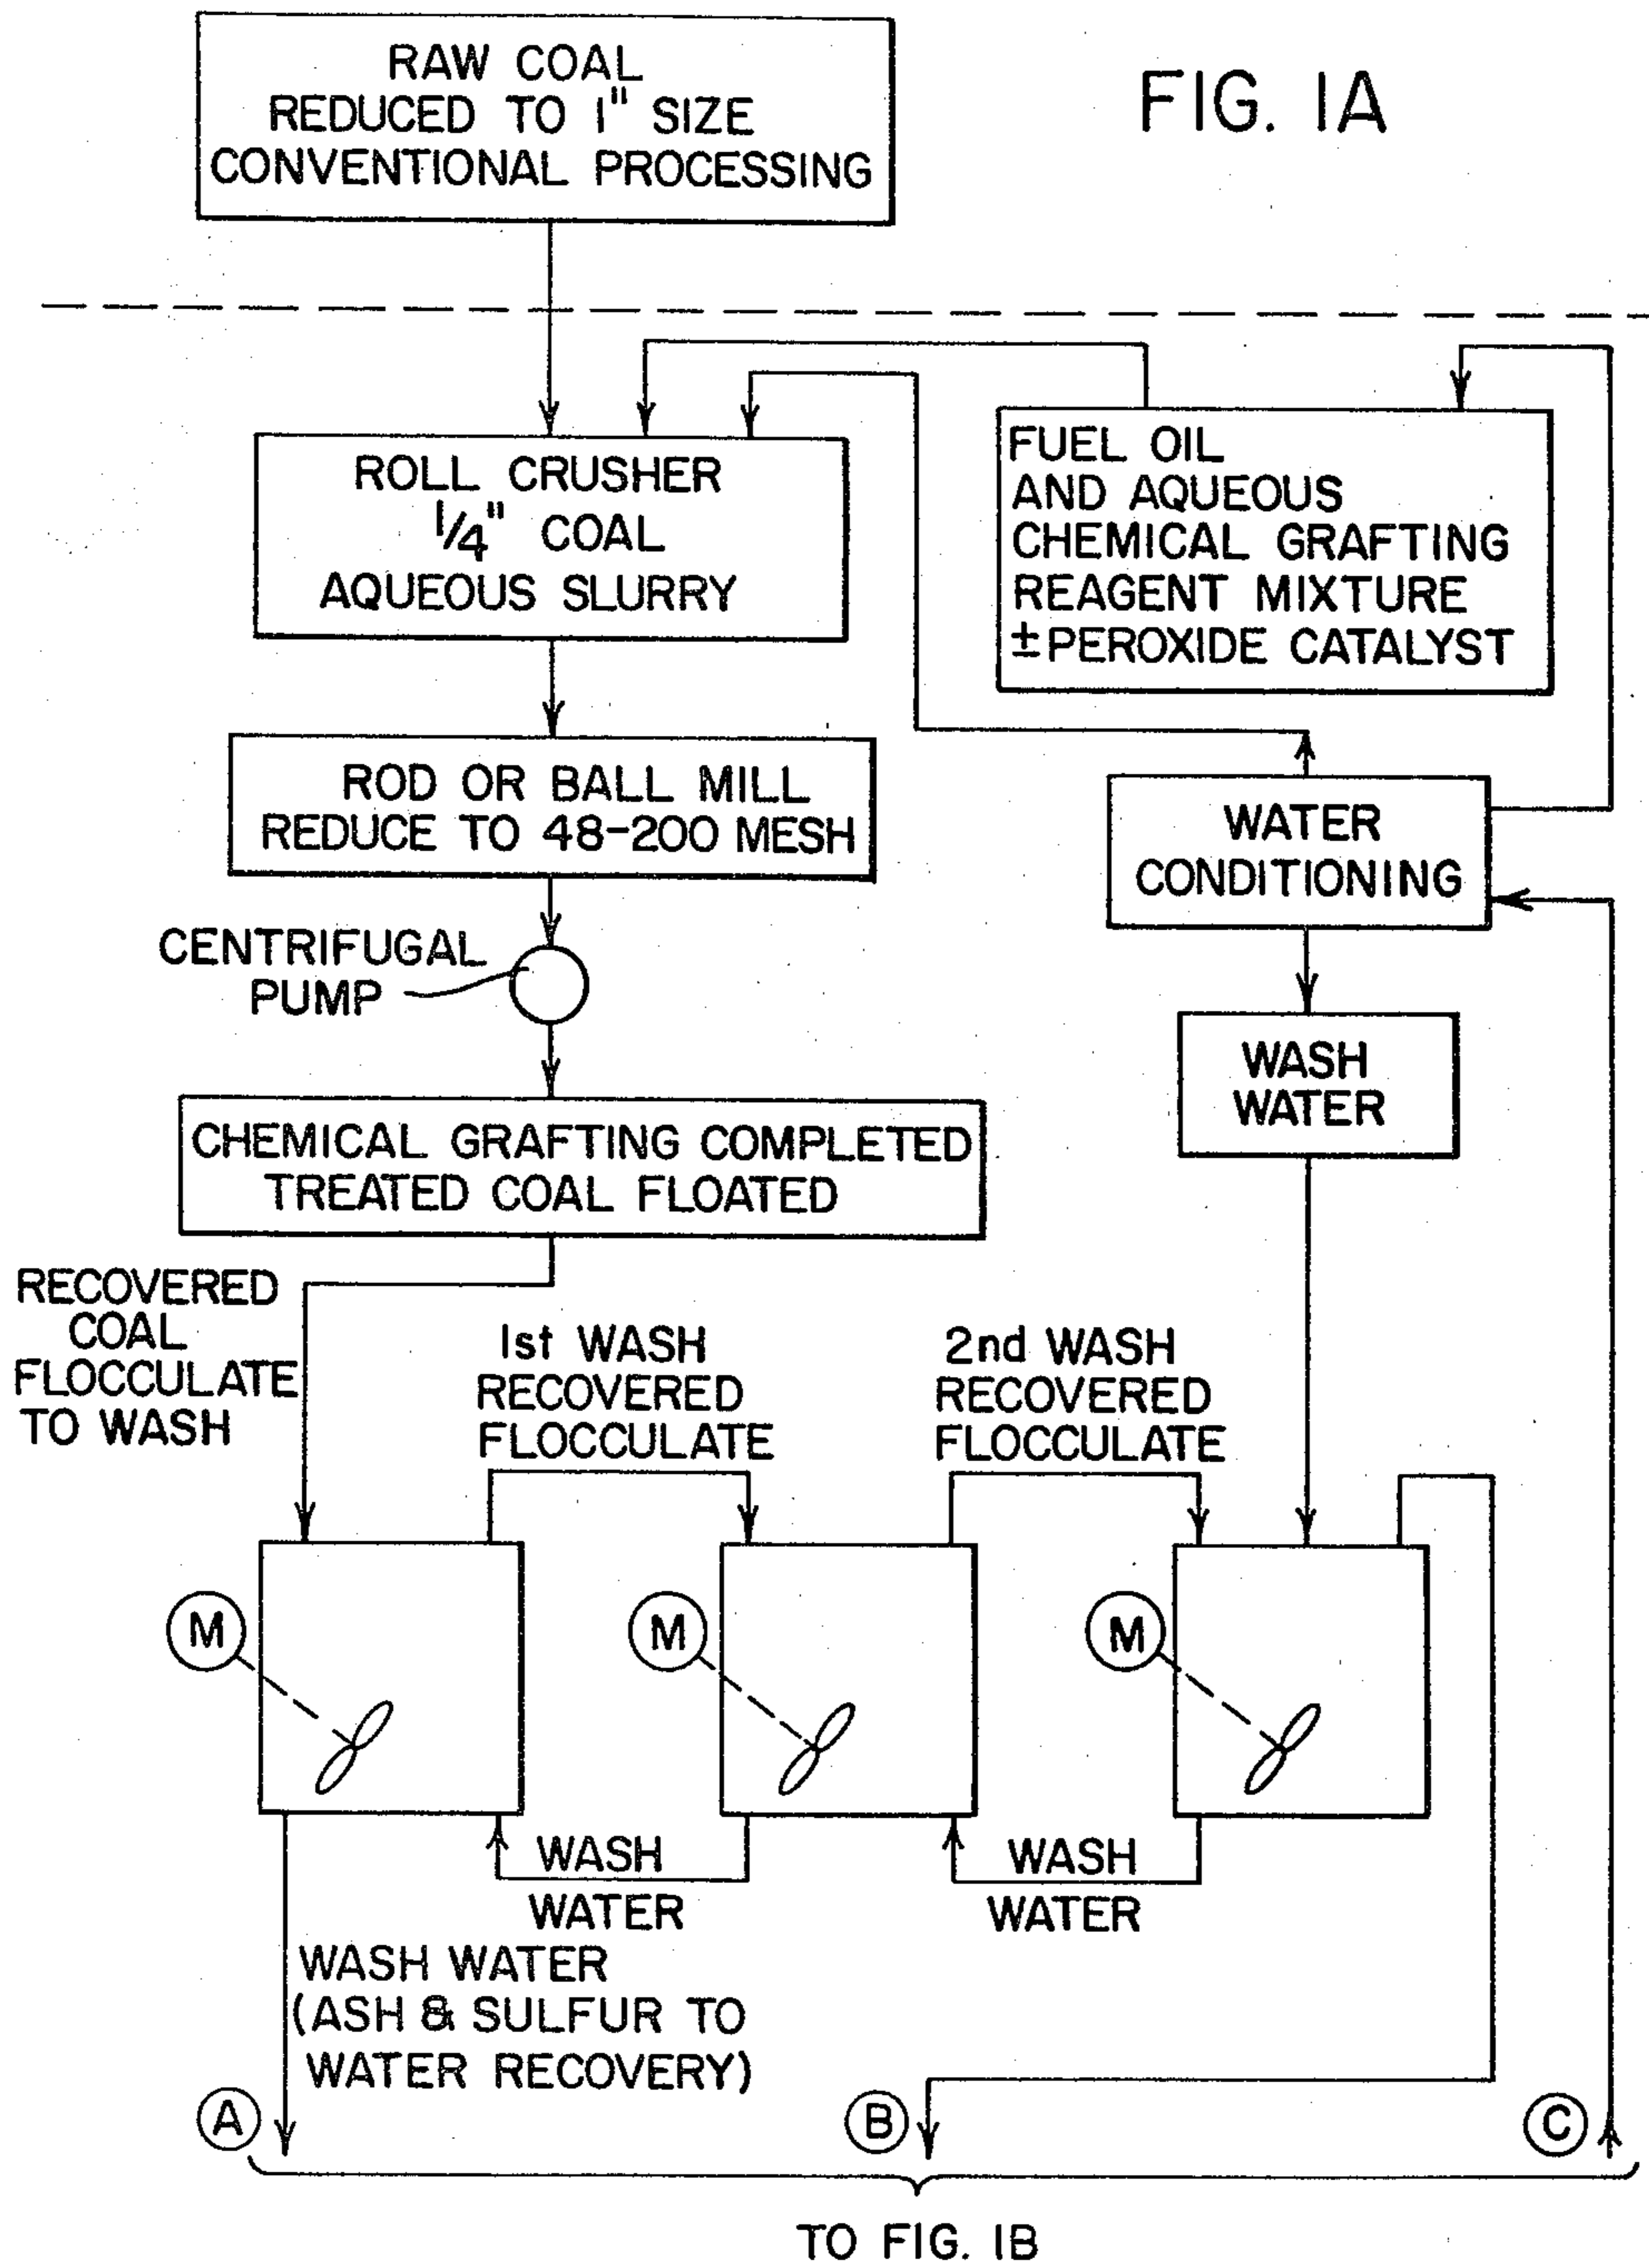 FIG. 1A
RAW COAL
REDUCED TO 1" SIZE
CONVENTIONAL PROCESSING
ROLL CRUSHER
1/4" COAL
AQUEOUS SLURRY
FUEL OIL
AND AQUEOUS
CHEMICAL GRAFTING
REAGENT MIXTURE
±PEROXIDE CATALYST
ROD OR BALL MILL
REDUCE TO 48-200 MESH
WATER
CONDITIONING
CENTRIFUGAL
PUMP
WASH
WATER
CHEMICAL GRAFTING COMPLETED
TREATED COAL FLOATED
RECOVERED
COAL
FLOCCULATE
TO WASH
1st WASH
RECOVERED
FLOCCULATE
2nd WASH
RECOVERED
FLOCCULATE
M
M
M
WASH
WATER
WASH
WATER
WASH WATER
(ASH & SULFUR TO
WATER RECOVERY)
A
B
C
TO FIG. 1B